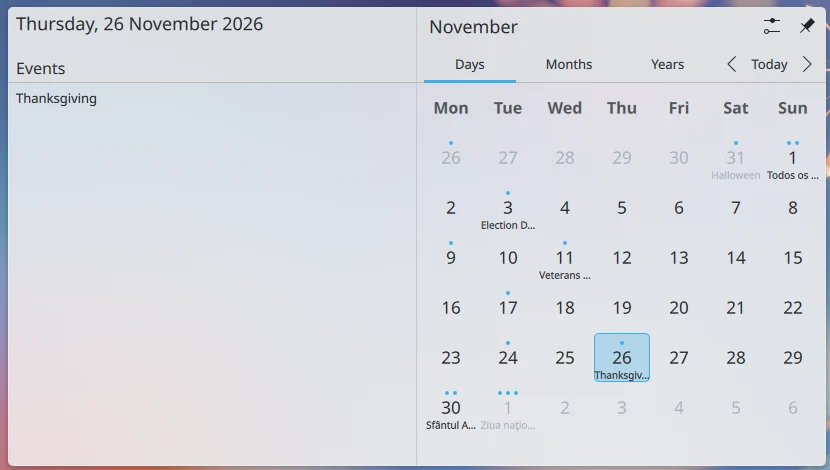 Thursday, 26 November 2026
Events
Thanksgiving
November
Days Months Years Today
Mon Tue Wed Thu Fri Sat Sun
26 27 28 29 30 31 1
Halloween Todos os ...
2 3 4 5 6 7 8
Election D...
9 10 11 12 13 14 15
Veterans ...
16 17 18 19 20 21 22
23 24 25 26 27 28 29
Thanksgiv...
30 1 2 3 4 5 6
Sfântul A... Ziua națio...